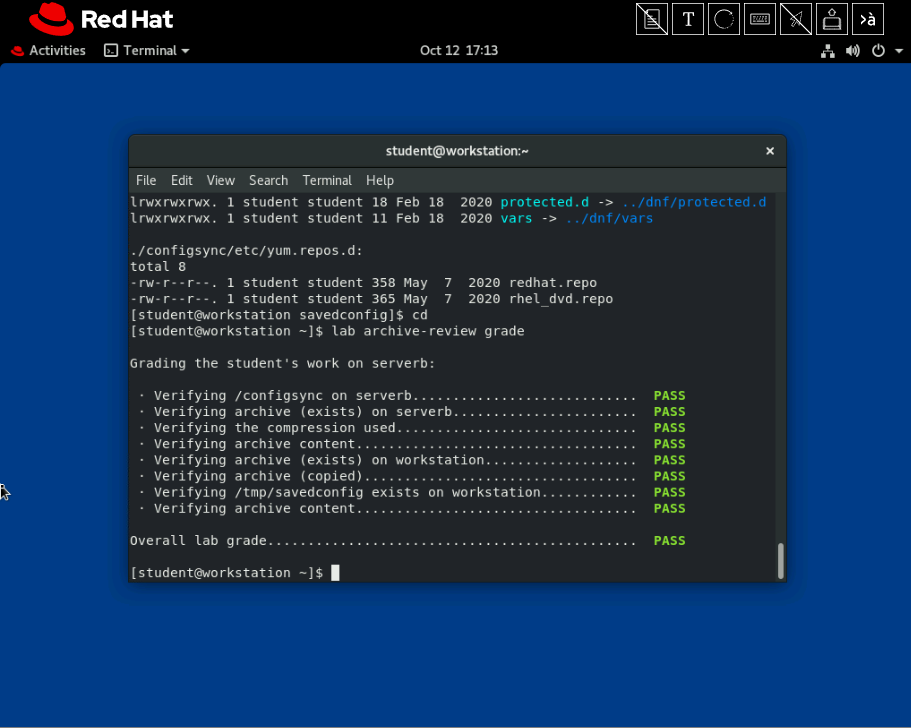 Red Hat
T
>à
Activities Terminal Oct 12 17:13
student@workstation:~ ×
File Edit View Search Terminal Help
lrwxrwxrwx. 1 student student 18 Feb 18  2020 protected.d -> ../dnf/protected.d
lrwxrwxrwx. 1 student student 11 Feb 18  2020 vars -> ../dnf/vars
./configsync/etc/yum.repos.d:
total 8
-rw-r--r--. 1 student student 358 May  7  2020 redhat.repo
-rw-r--r--. 1 student student 365 May  7  2020 rhel_dvd.repo
[student@workstation savedconfig]$ cd
[student@workstation ~]$ lab archive-review grade
Grading the student's work on serverb:
· Verifying /configsync on serverb............................  PASS
· Verifying archive (exists) on serverb.......................  PASS
· Verifying the compression used..............................  PASS
· Verifying archive content...................................  PASS
· Verifying archive (exists) on workstation...................  PASS
· Verifying archive (copied)..................................  PASS
· Verifying /tmp/savedconfig exists on workstation............  PASS
· Verifying archive content...................................  PASS
Overall lab grade..............................................  PASS
[student@workstation ~]$